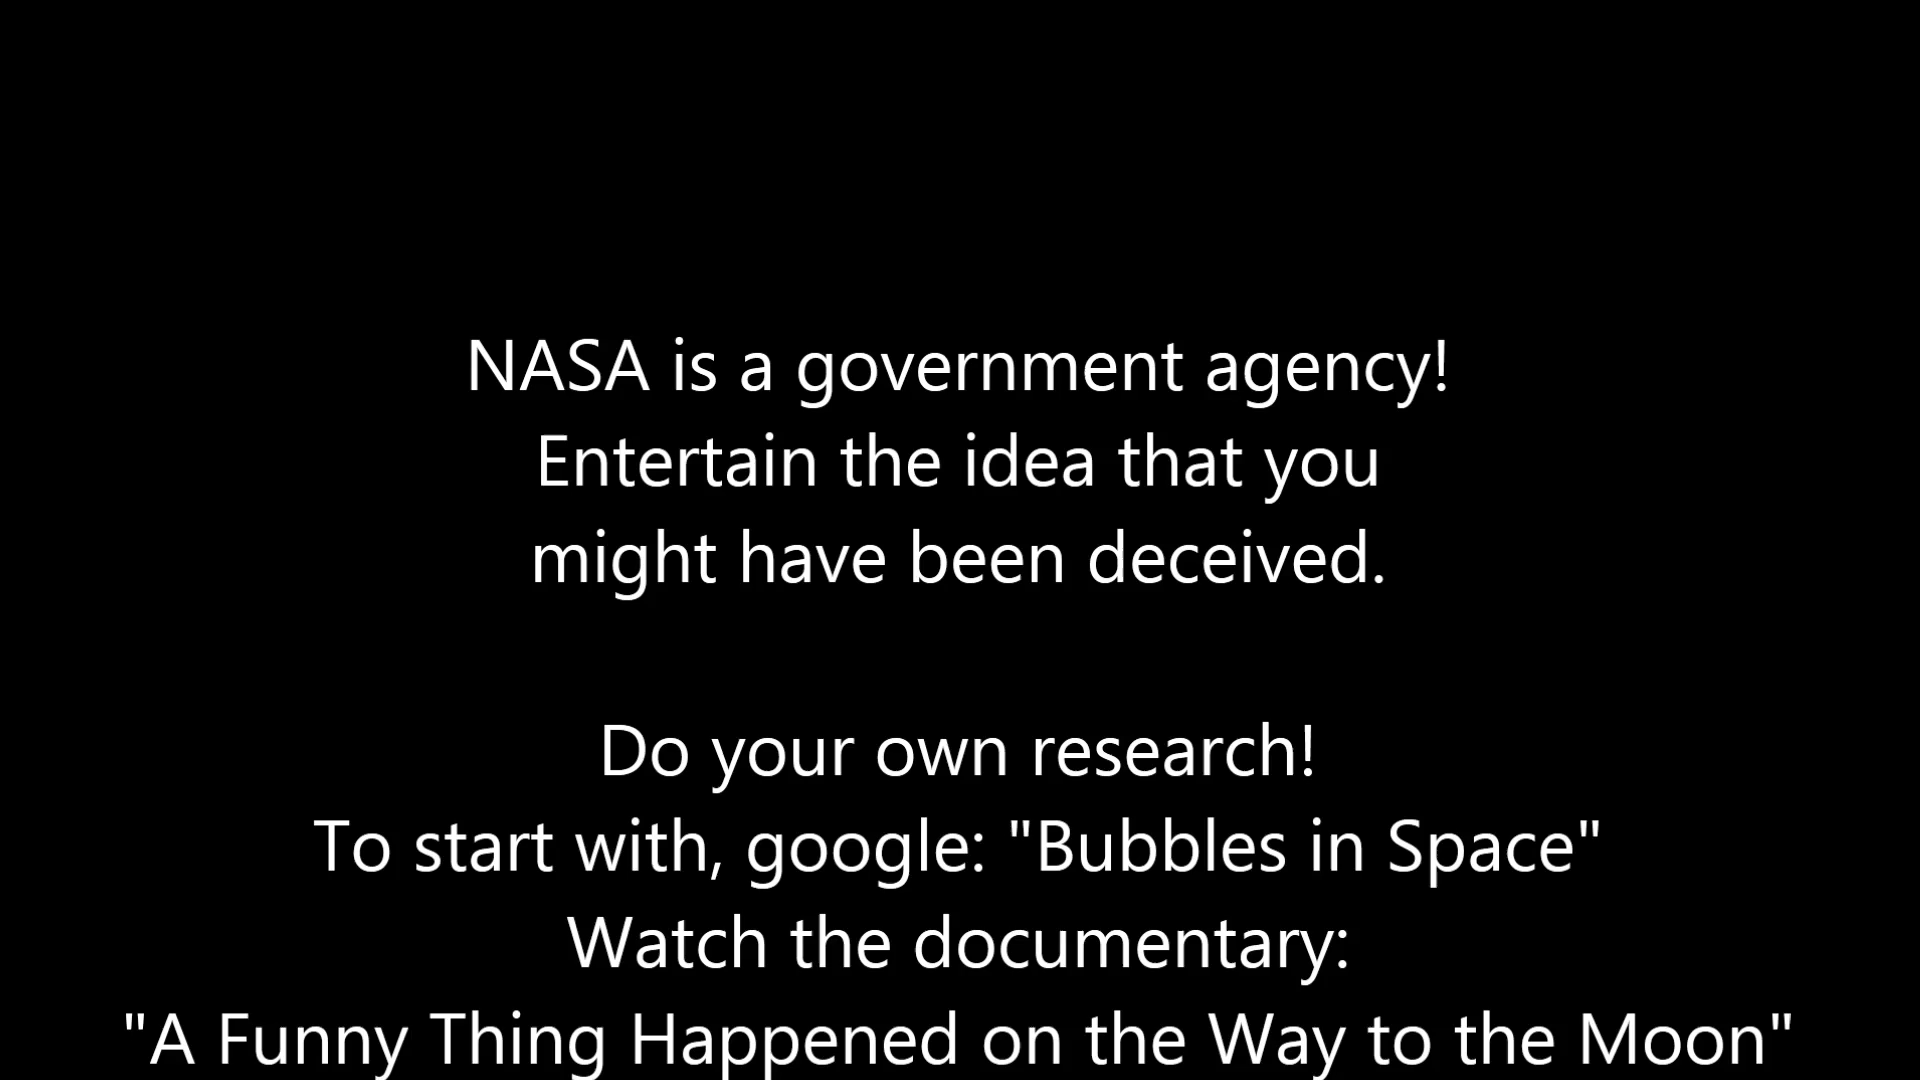 NASA is a government agency!
Entertain the idea that you
might have been deceived.
Do your own research!
To start with, google: "Bubbles in Space"
Watch the documentary:
"A Funny Thing Happened on the Way to the Moon"